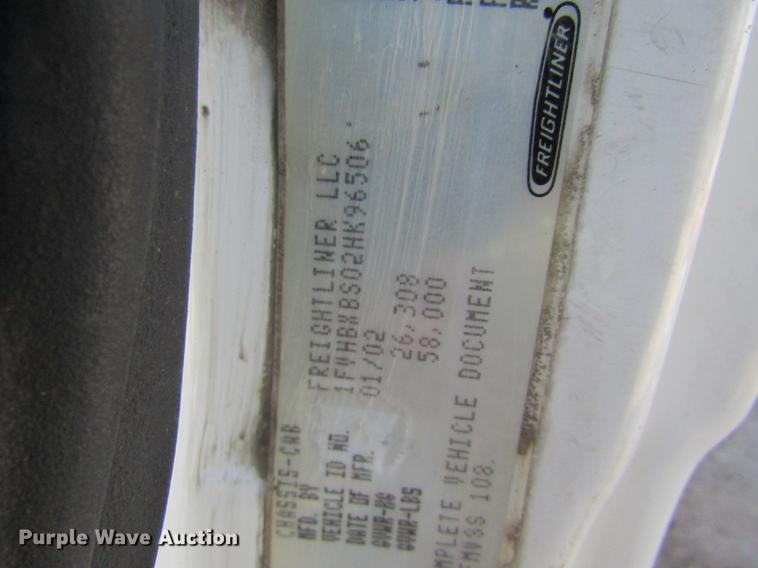 CHASSIS-CAB
MFD. BY FREIGHTLINER LLC
VEHICLE ID NO. 1FVHBXBS02HK96506
DATE OF MFR. 01/02
GVWR-KG 26,308
GVWR-LBS 58,000
VEHICLE DOCUMENT
FMVSS 108.
FREIGHTLINER
Purple Wave Auction